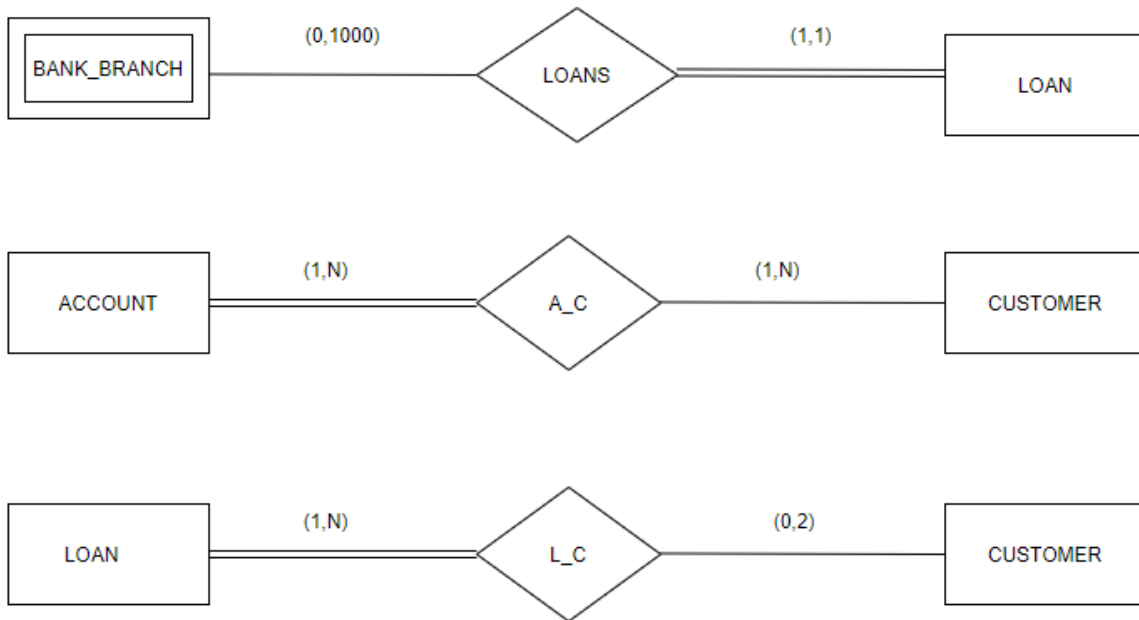 (0,1000)
(1,1)
BANK_BRANCH
LOANS
LOAN
(1,N)
(1,N)
ACCOUNT
A_C
CUSTOMER
(1,N)
(0,2)
LOAN
L_C
CUSTOMER